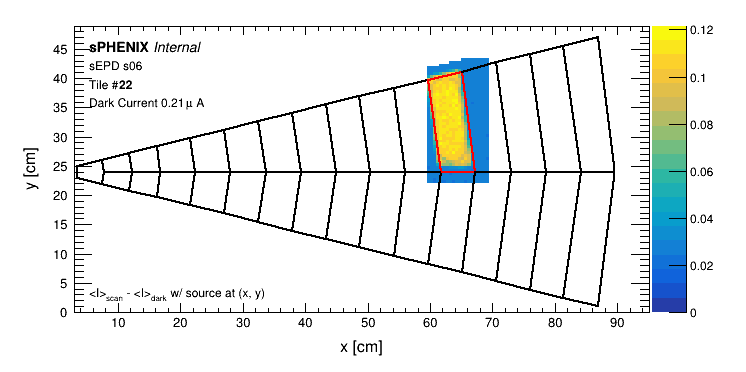 sPHENIX Internal
sEPD s06
Tile #22
Dark Current 0.21 μ A
<I>scan - <I>dark w/ source at (x, y)
y [cm]
45
40
35
30
25
20
15
10
5
0
10 20 30 40 50 60 70 80 90
x [cm]
0.12
0.1
0.08
0.06
0.04
0.02
0